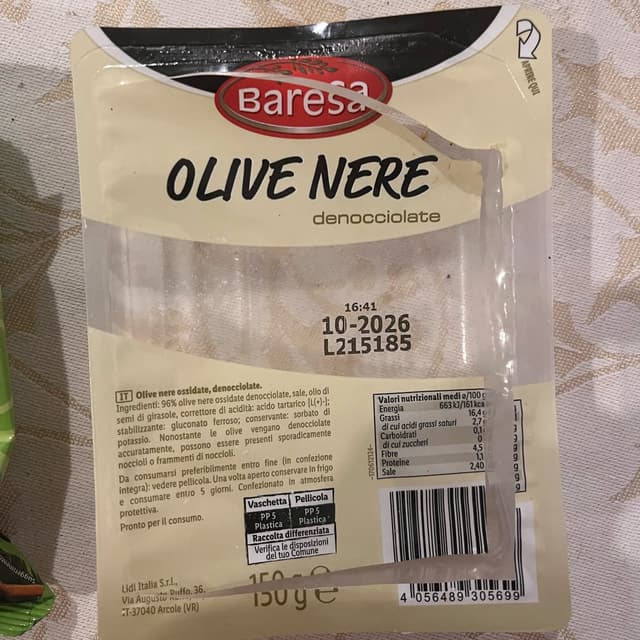 APRIRE QUI
Baresa
OLIVE NERE
denocciolate
16:41
10-2026
L215185
IT Olive nere ossidate, denocciolate.
Ingredienti: 96% olive nere ossidate denocciolate, sale, olio di
semi di girasole, correttore di acidità: acido tartarico [L(+)-];
stabilizzante: gluconato ferroso; conservante: sorbato di
potassio. Nonostante le olive vengano denocciolate
accuratamente, possono essere presenti sporadicamente
noccioli o frammenti di noccioli.
Da consumarsi preferibilmente entro fine (in confezione
integra): vedere pellicola. Una volta aperto conservare in frigo
e consumare entro 5 giorni. Confezionato in atmosfera
protettiva.
Pronto per il consumo.
Valori nutrizionali medi ø/100 g
Energia 663 kJ/161 kca
Grassi 16,4 g
di cui acidi grassi saturi 2,7
Carboidrati 0,1
di cui zuccheri 0
Fibre 4,5
Proteine 1,1
Sale 2,40
Vaschetta Pellicola
PP 5 PP 5
Plastica Plastica
Raccolta differenziata
Verifica le disposizioni
del tuo Comune
Lidl Italia S.r.l.,
Via Augusto Ruffo, 36,
IT-37040 Arcole (VR)
150 g e
4 056489 305699